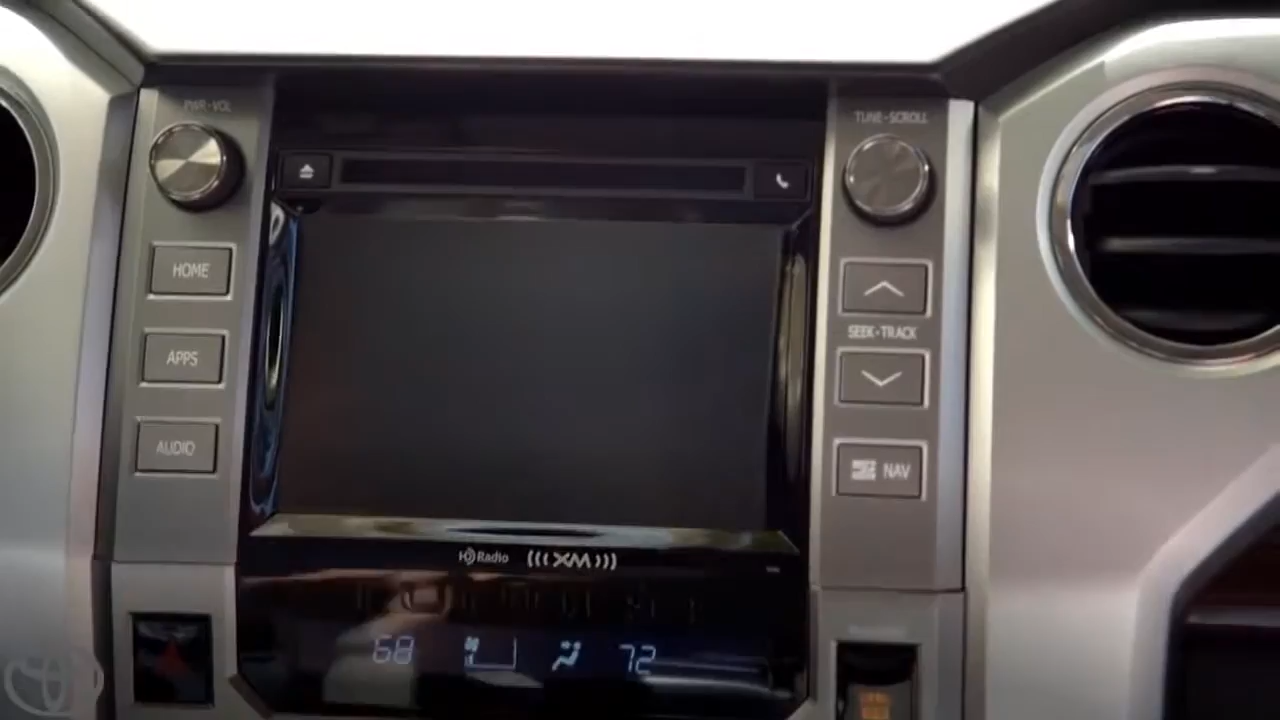 PWR•VOL
TUNE•SCROLL
HOME
APPS
SEEK•TRACK
AUDIO
NAV
HD Radio
(((XM)))
68
72